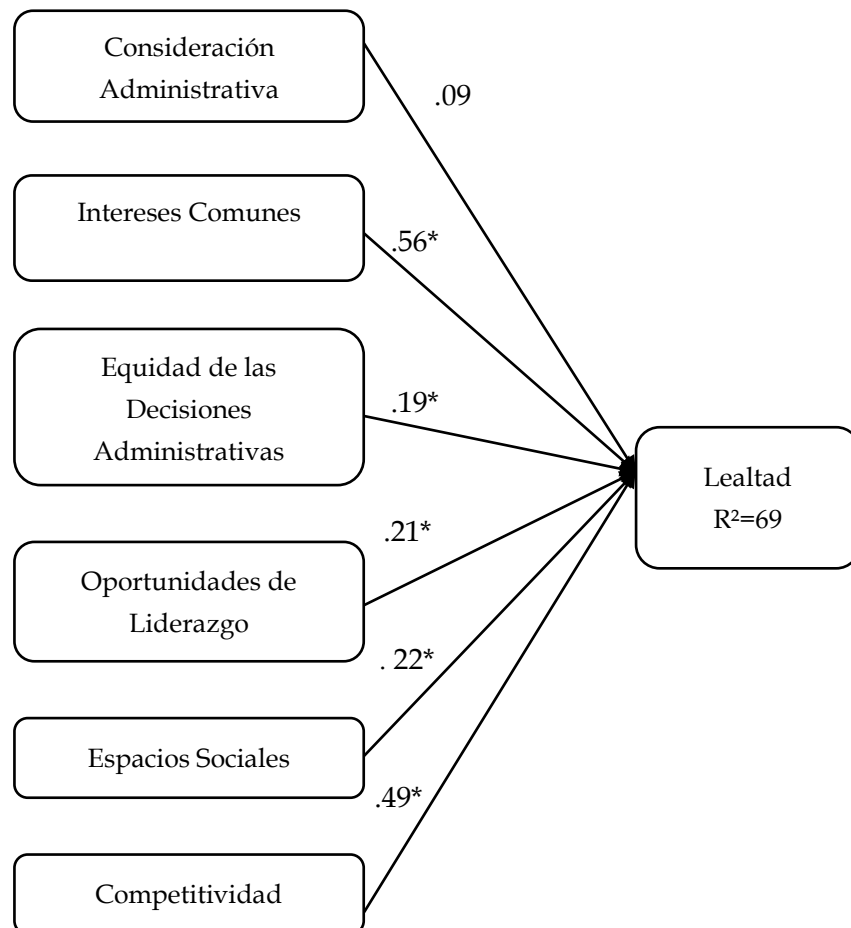 Consideración
Administrativa
.09
Intereses Comunes
.56*
Equidad de las
Decisiones
Administrativas
.19*
Lealtad
R²=69
.21*
Oportunidades de
Liderazgo
. 22*
Espacios Sociales
.49*
Competitividad